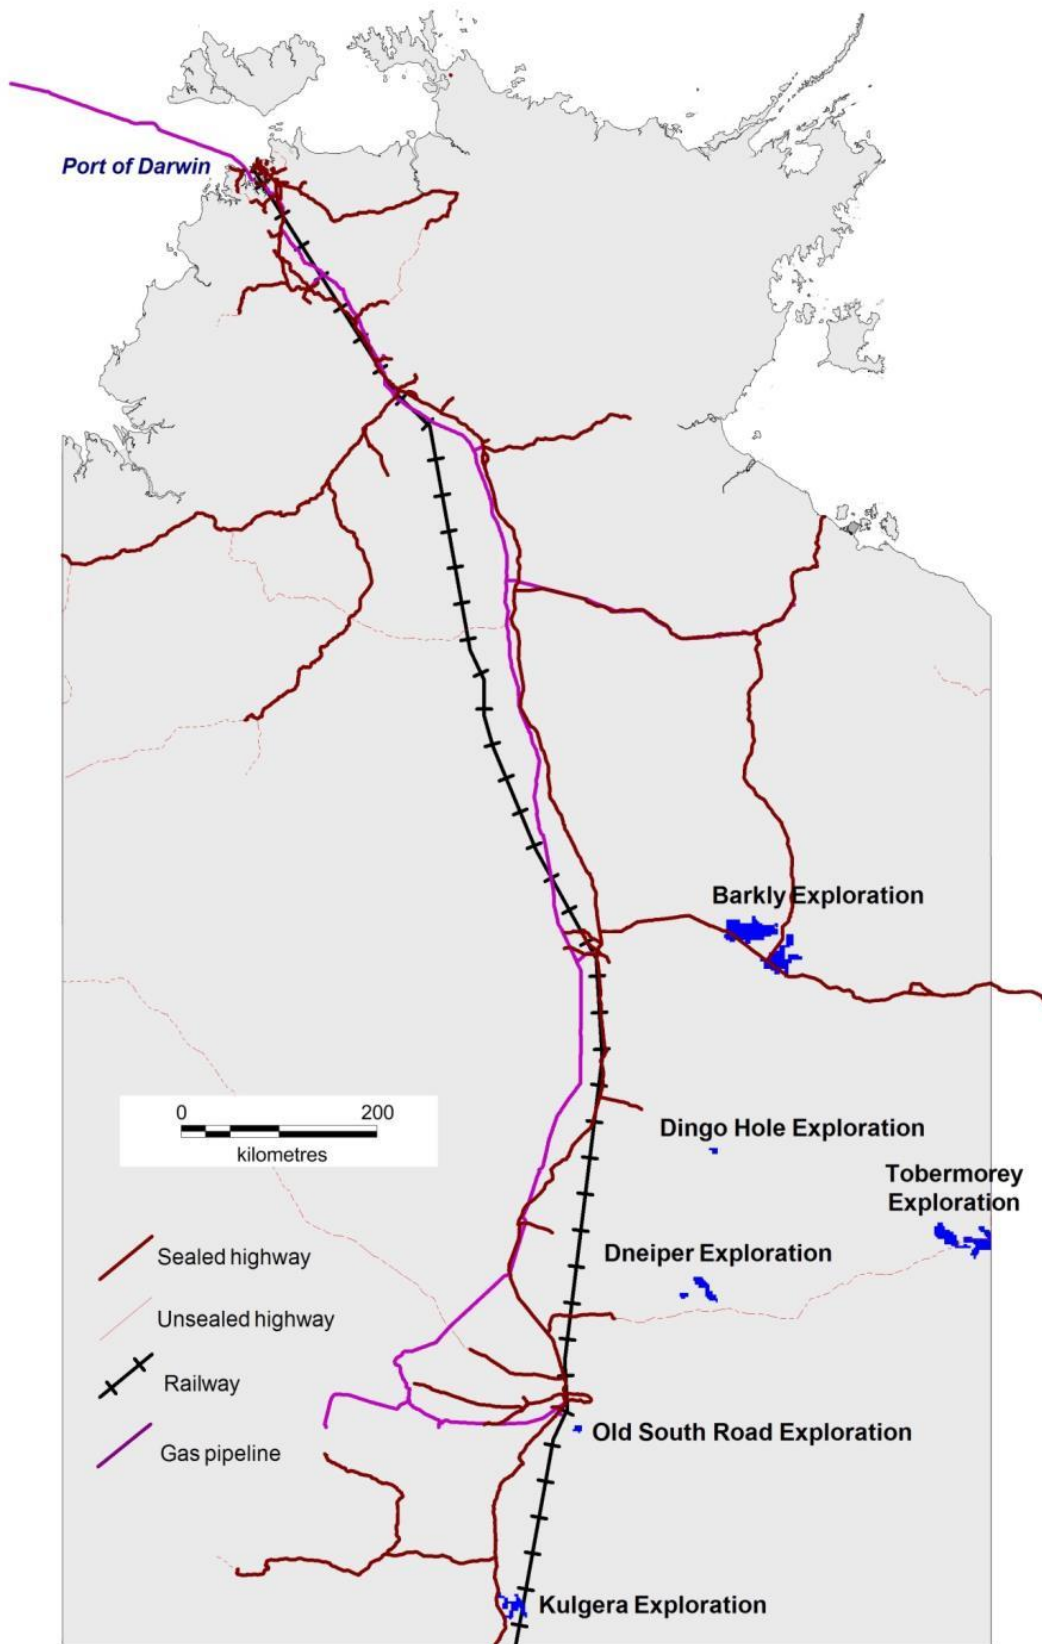 Port of Darwin
Barkly Exploration
0 200
kilometres
Dingo Hole Exploration
Tobermorey
Exploration
Dneiper Exploration
Sealed highway
Unsealed highway
Railway
Gas pipeline
Old South Road Exploration
Kulgera Exploration